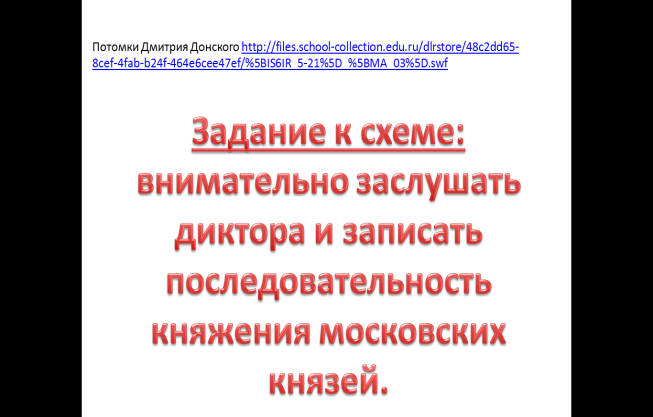 Потомки Дмитрия Донского http://files.school-collection.edu.ru/dlrstore/48c2dd65-
8cef-4fab-b24f-464e6cee47ef/%5BIS6IR_5-21%5D_%5BMA_03%5D.swf
Задание к схеме:
внимательно заслушать
диктора и записать
последовательность
княжения московских
князей.